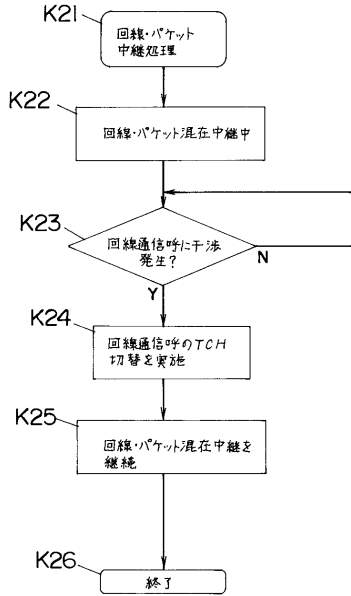 K21
回線・パケット
中継処理
K22
回線・パケット混在中継中
K23
回線通信呼に干渉
発生?
N
Y
K24
回線通信呼のTCH
切替を実施
K25
回線・パケット混在中継を
継続
K26
終了